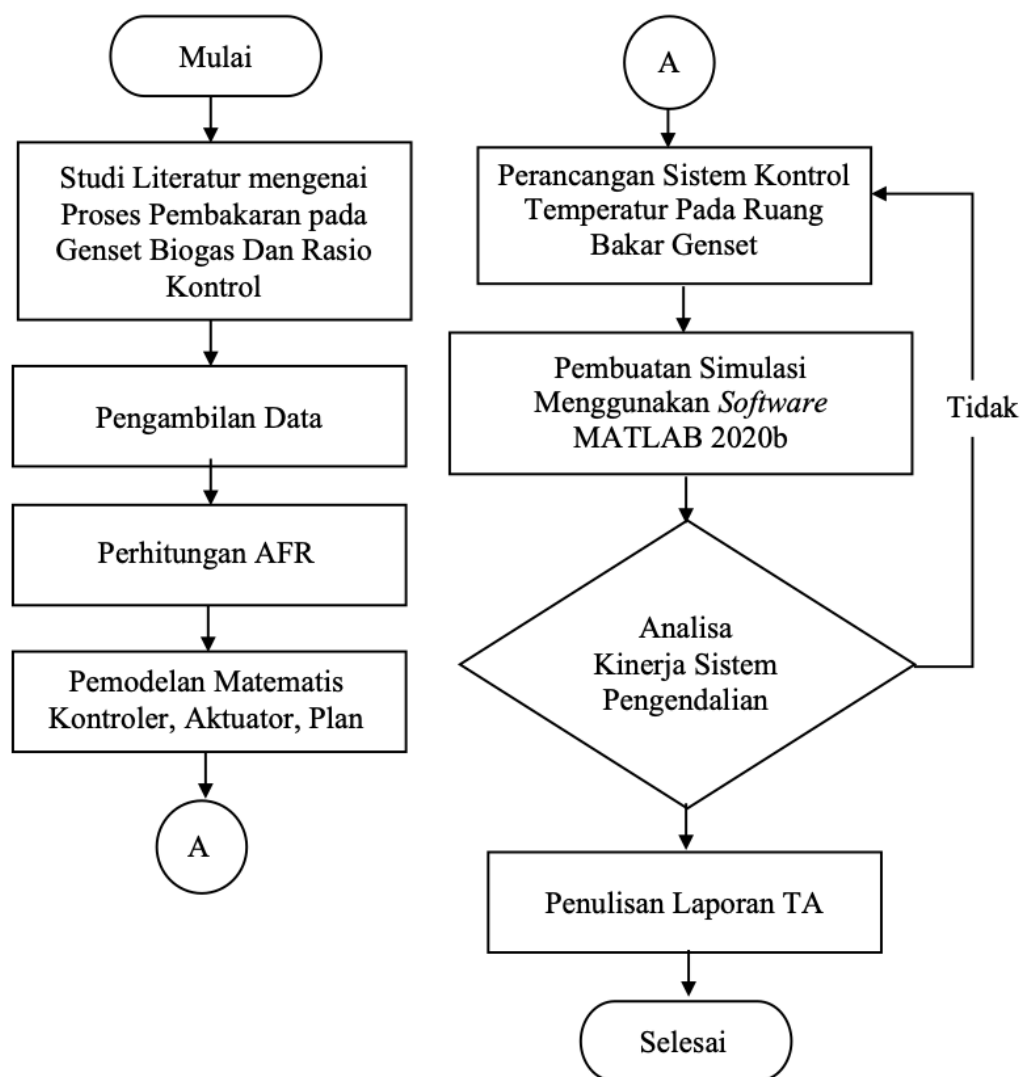 Mulai
Studi Literatur mengenai
Proses Pembakaran pada
Genset Biogas Dan Rasio
Kontrol
Pengambilan Data
Perhitungan AFR
Pemodelan Matematis
Kontroler, Aktuator, Plan
A
A
Perancangan Sistem Kontrol
Temperatur Pada Ruang
Bakar Genset
Pembuatan Simulasi
Menggunakan Software
MATLAB 2020b
Tidak
Analisa
Kinerja Sistem
Pengendalian
Penulisan Laporan TA
Selesai